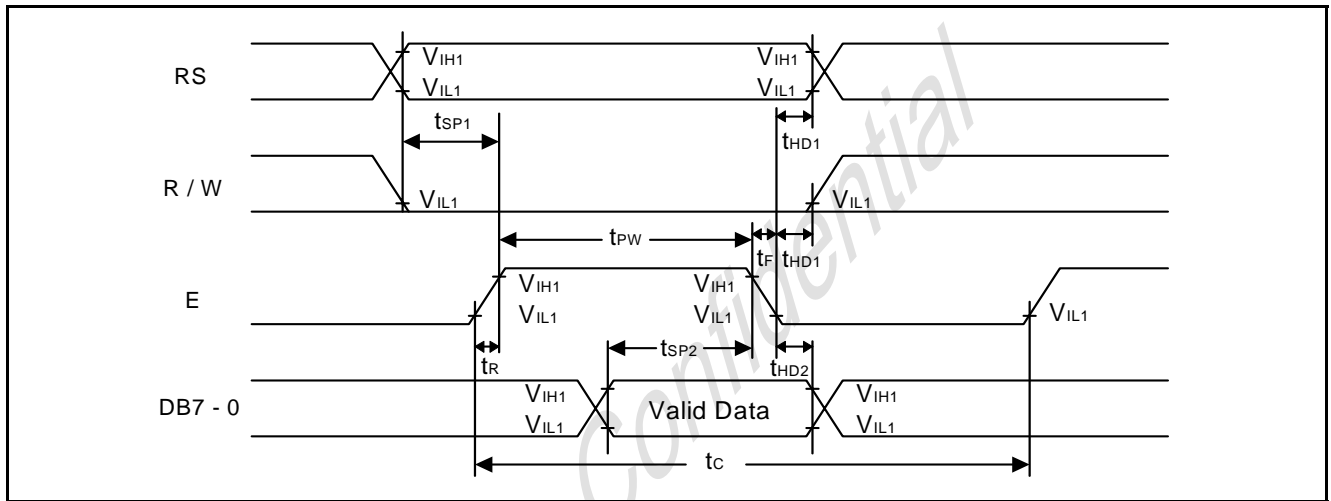 RS
VIH1
VIL1
VIH1
VIL1
tSP1
tHD1
R / W
VIL1
VIL1
tPW
tF
tHD1
E
VIH1
VIL1
VIH1
VIL1
VIL1
tR
tSP2
tHD2
DB7 - 0
VIH1
VIL1
Valid Data
VIH1
VIL1
tC
Confidential